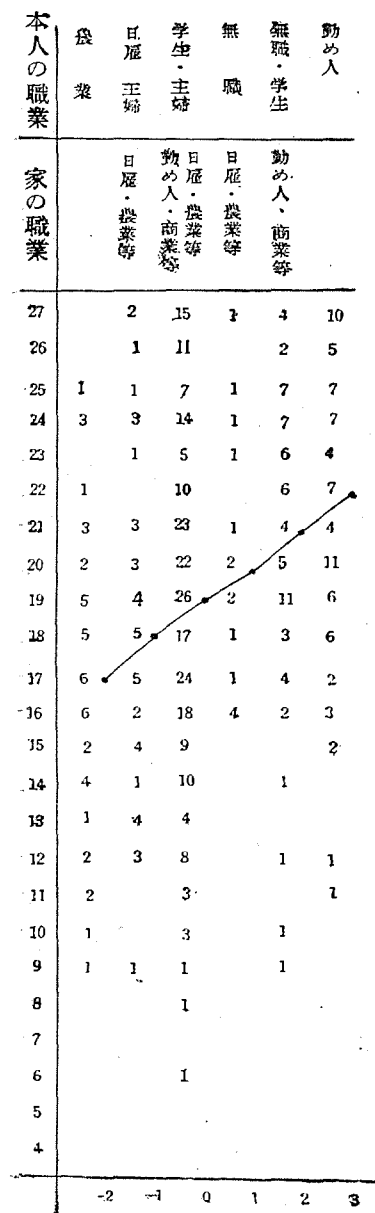 本人の職業 農業 日雇主婦 学生・主婦 無職 無職・学生 勤め人
家の職業 日雇・農業等 勤め人・商業等 日雇・農業等 日雇・農業等 勤め人、商業等
27 2 15 1 4 10
26 1 11 2 5
25 1 1 7 1 7 7
24 3 3 14 1 7 7
23 1 5 1 6 4
22 1 10 6 7
21 3 3 23 1 4 4
20 2 3 22 2 5 11
19 5 4 26 2 11 6
18 5 5 17 1 3 6
17 6 5 24 1 4 2
16 6 2 18 4 2 3
15 2 4 9 2
14 4 1 10 1
13 1 4 4
12 2 3 8 1 1
11 2 3 1
10 1 3 1
9 1 1 1 1
8 1
7
6 1
5
4
-2 -1 0 1 2 3